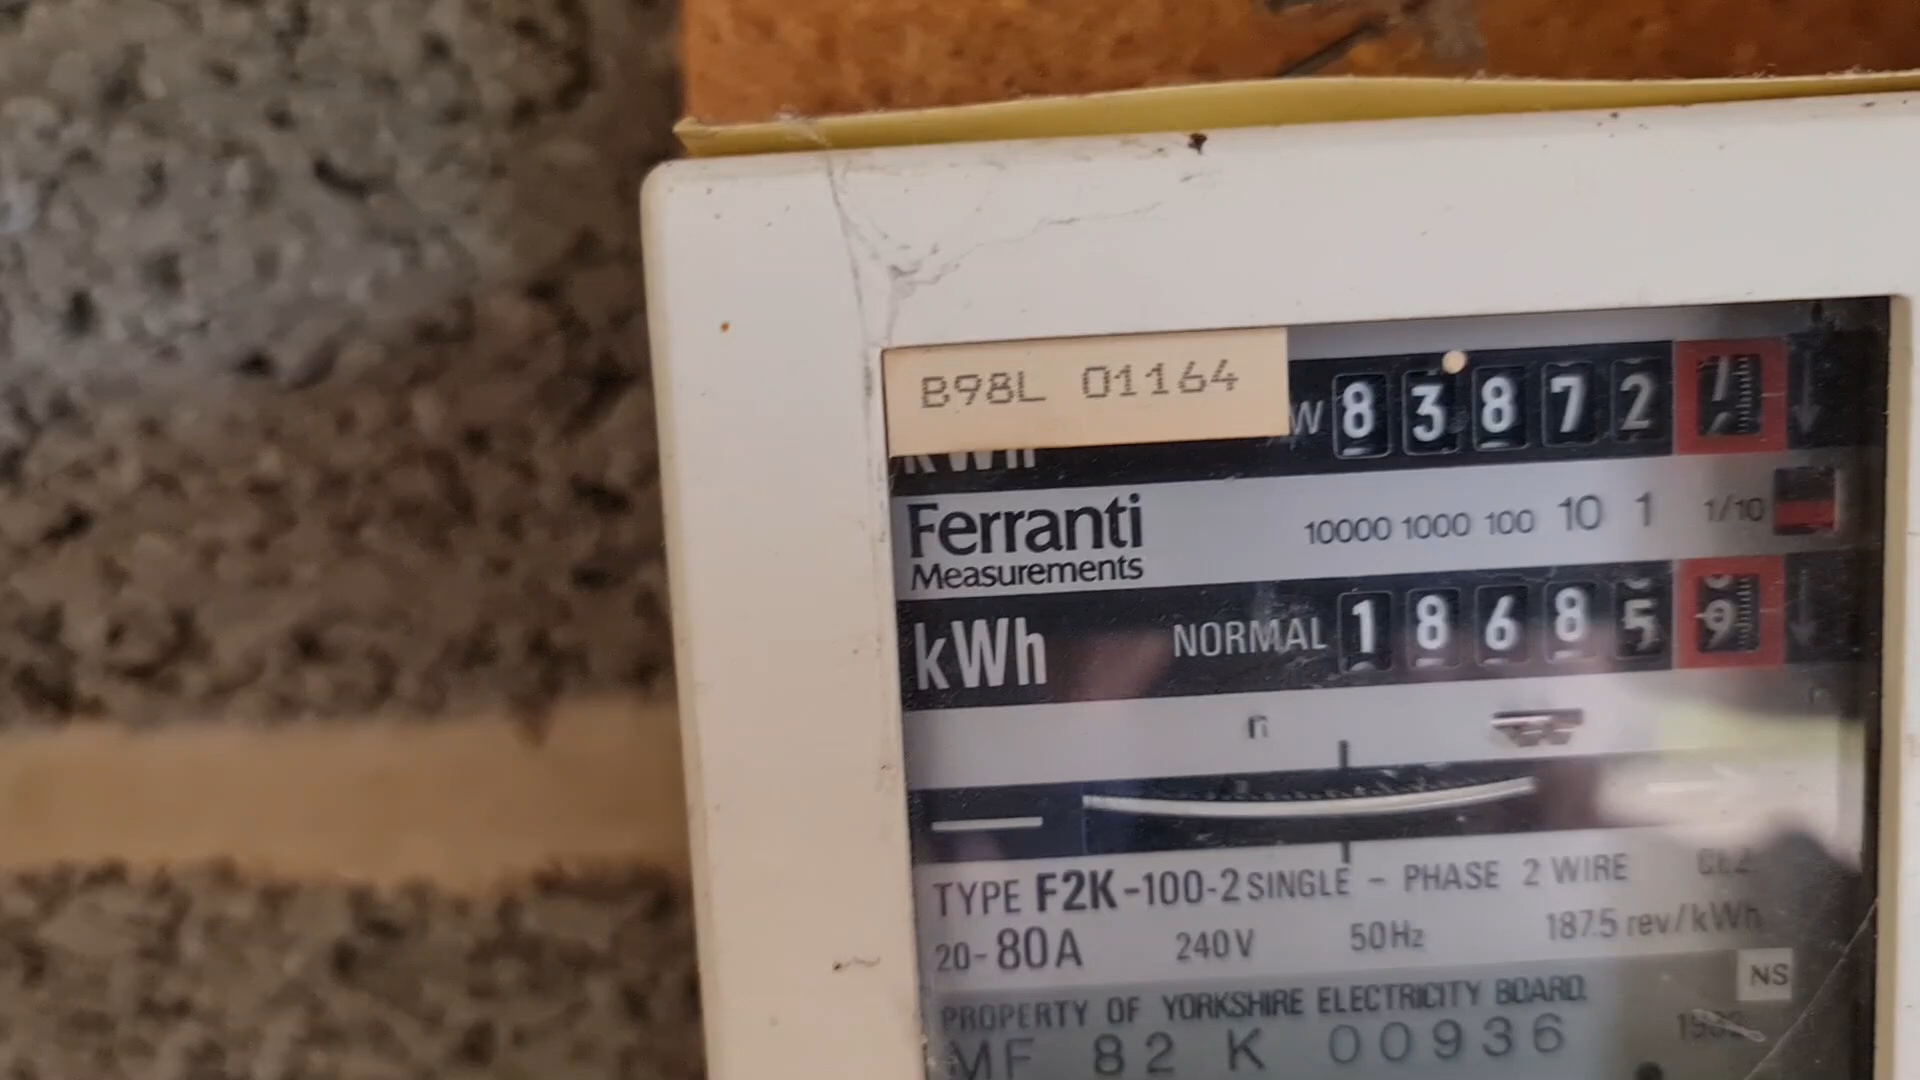 B98L 01164
W 83872
kWh
Ferranti
Measurements
10000 1000 100 10 1 1/10
kWh NORMAL 18685 9
TYPE F2K-100-2 SINGLE - PHASE 2 WIRE
20-80A 240V 50Hz 187.5 rev/kWh
NS
PROPERTY OF YORKSHIRE ELECTRICITY BOARD.
MF 82 K 00936